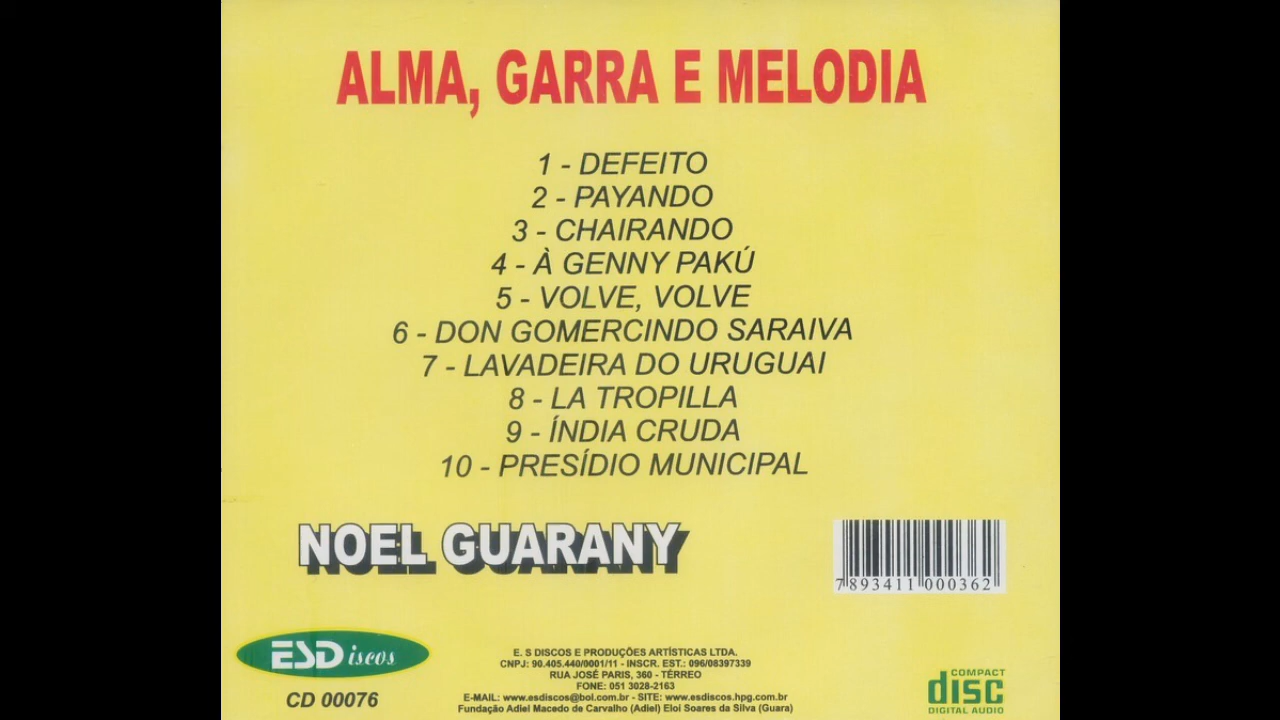 ALMA, GARRA E MELODIA
1 - DEFEITO
2 - PAYANDO
3 - CHAIRANDO
4 - À GENNY PAKÚ
5 - VOLVE, VOLVE
6 - DON GOMERCINDO SARAIVA
7 - LAVADEIRA DO URUGUAI
8 - LA TROPILLA
9 - ÍNDIA CRUDA
10 - PRESÍDIO MUNICIPAL
NOEL GUARANY
7 893411 000362
ESDiscos
CD 00076
E. S DISCOS E PRODUÇÕES ARTÍSTICAS LTDA.
CNPJ: 90.405.440/0001/11 - INSCR. EST.: 096/08397339
RUA JOSÉ PARIS, 360 - TÉRREO
FONE: 051 3028-2163
E-MAIL: www.esdiscos@bol.com.br - SITE: www.esdiscos.hpg.com.br
Fundação Adiel Macedo de Carvalho (Adiel) Eloi Soares da Silva (Guara)
COMPACT
disc
DIGITAL AUDIO